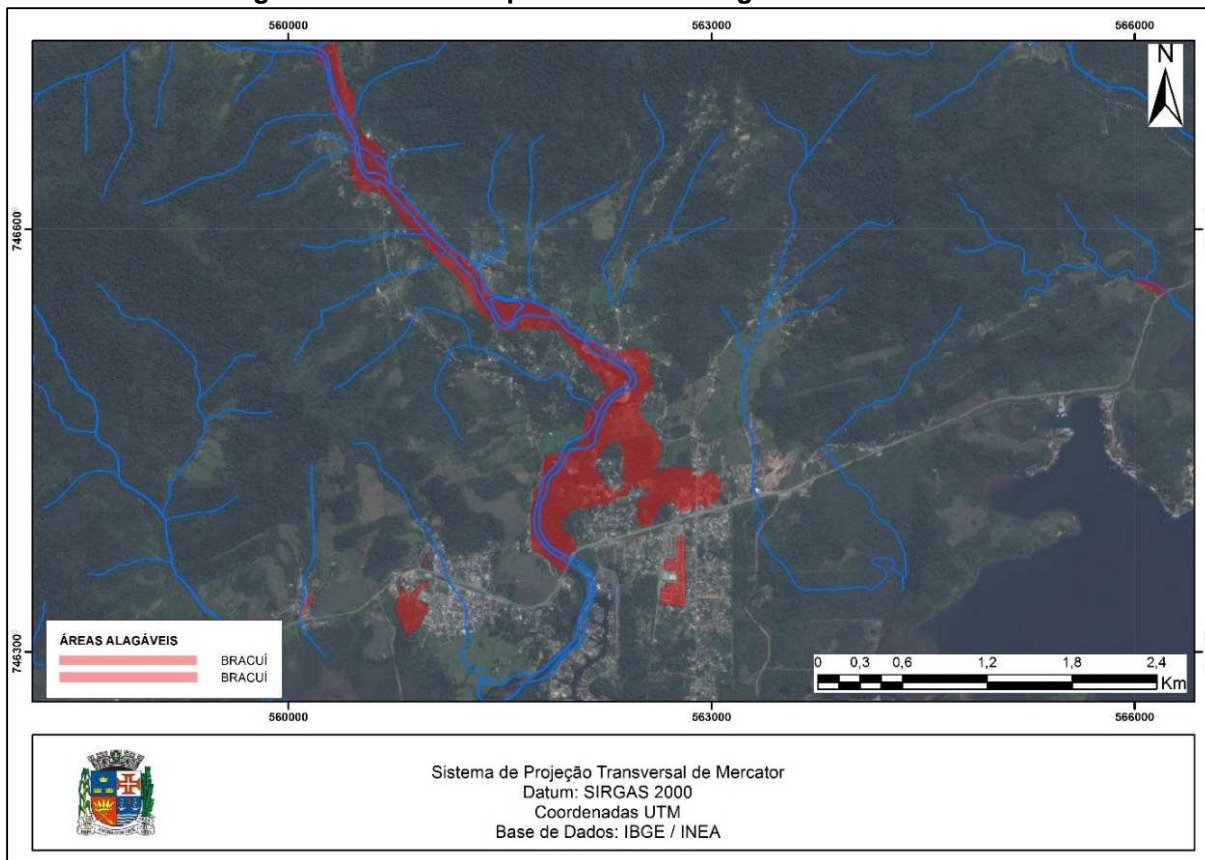 560000
563000
566000
N
746600
746300
ÁREAS ALAGÁVEIS
BRACUÍ
BRACUÍ
0 0,3 0,6 1,2 1,8 2,4
Km
560000
563000
566000
Sistema de Projeção Transversal de Mercator
Datum: SIRGAS 2000
Coordenadas UTM
Base de Dados: IBGE / INEA